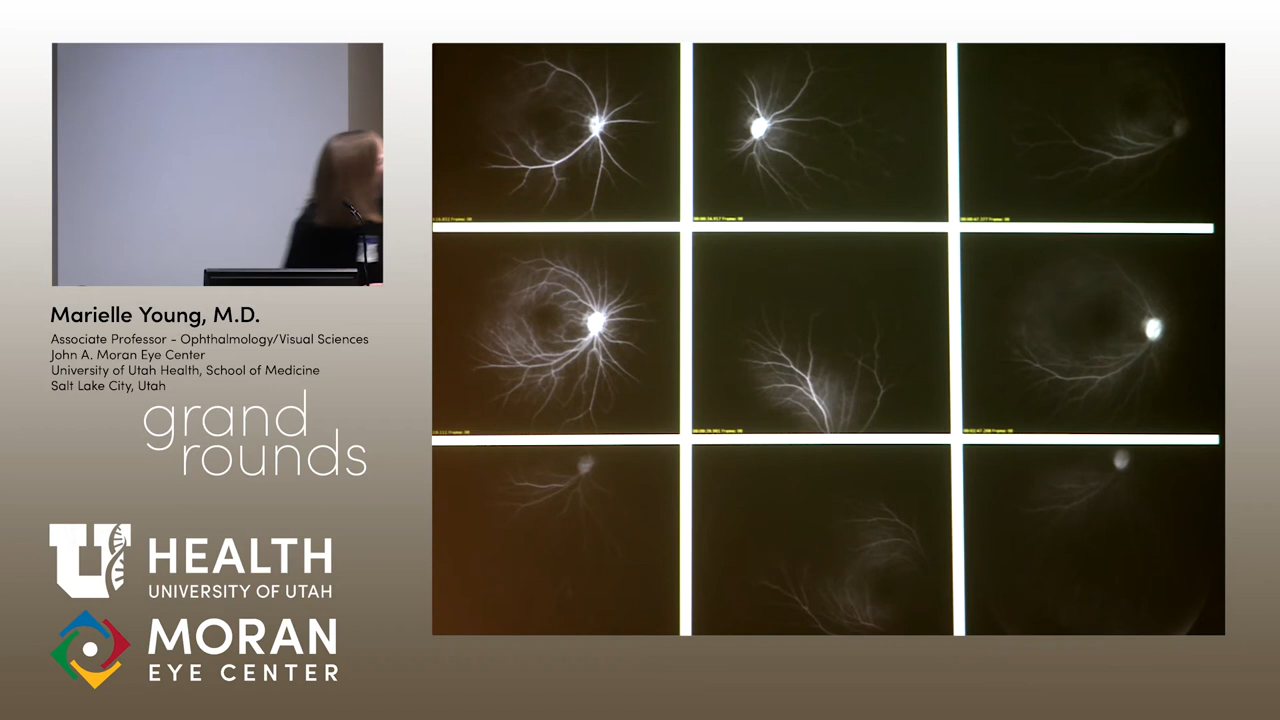 Marielle Young, M.D.
Associate Professor - Ophthalmology/Visual Sciences
John A. Moran Eye Center
University of Utah Health, School of Medicine
Salt Lake City, Utah
grand
rounds
U HEALTH
UNIVERSITY OF UTAH
MORAN
EYE CENTER